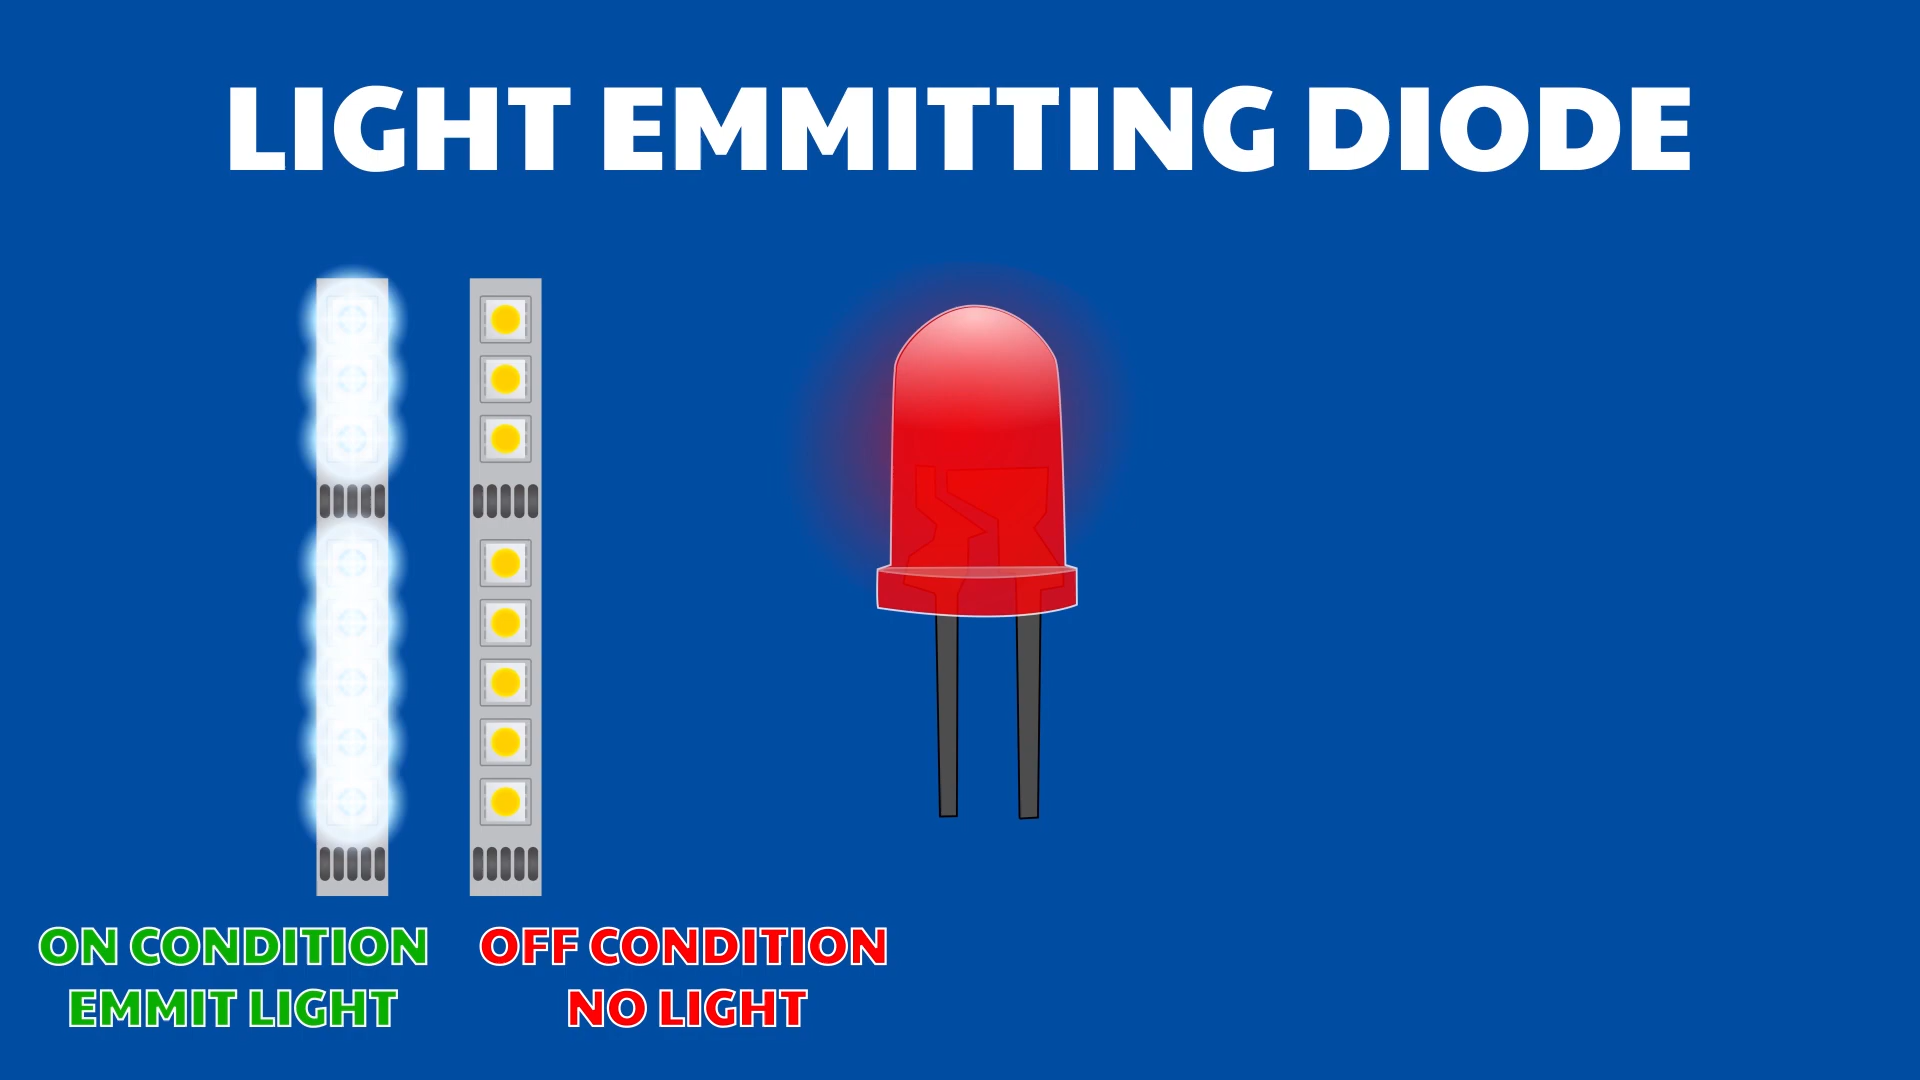 LIGHT EMMITTING DIODE
ON CONDITION
EMMIT LIGHT
OFF CONDITION
NO LIGHT